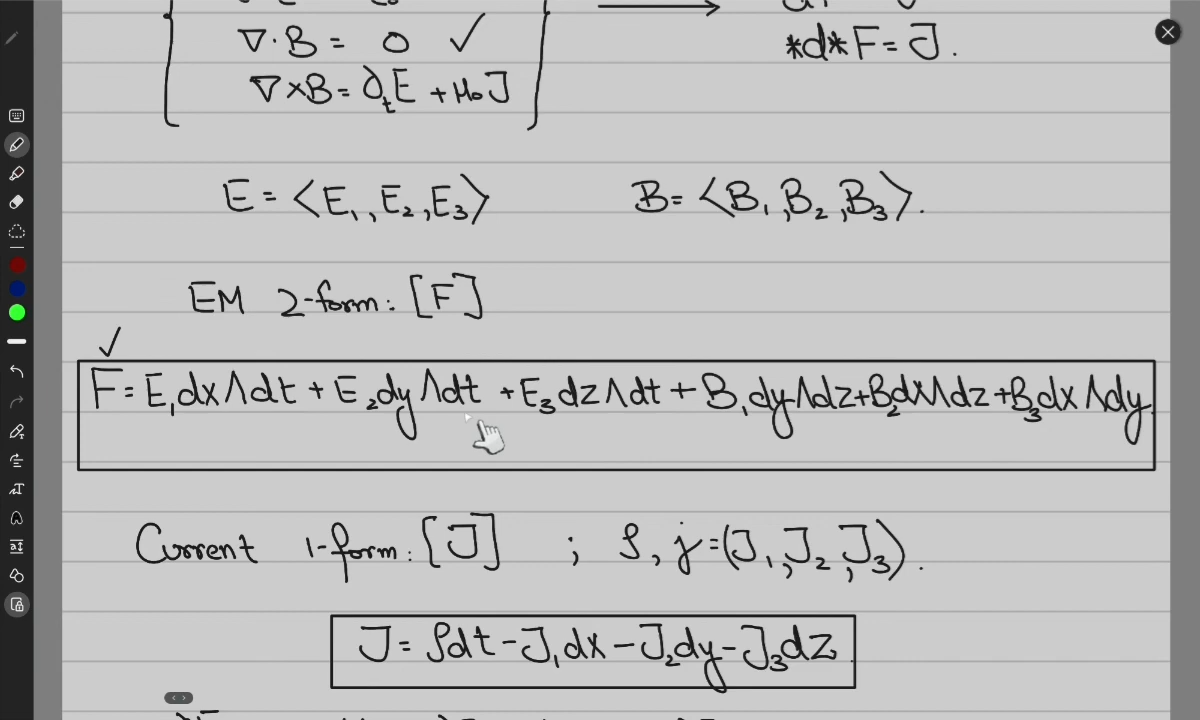 ∇·B = 0 ✓
*d*F = J.
∇×B = ∂ₜE + μ₀J
E = ⟨E₁, E₂, E₃⟩ B = ⟨B₁, B₂, B₃⟩.
EM 2-form: [F]
✓
F = E₁dx∧dt + E₂dy∧dt + E₃dz∧dt + B₁dy∧dz + B₂dx∧dz + B₃dx∧dy.
Current 1-form: [J] ; ρ, j = (J₁, J₂, J₃).
J = ρdt - J₁dx - J₂dy - J₃dz.